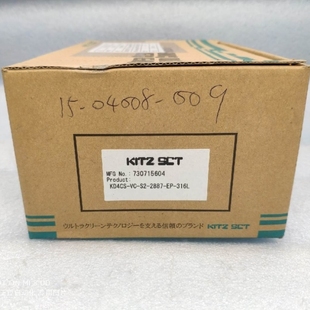 15-04008-009
KITZ SCT
MFG No.: 730715604
Product:
KD4CS-VC-S2-2887-EP-316L
ウルトラクリーンテクノロジーを支える信頼のブランド KITZ SCT